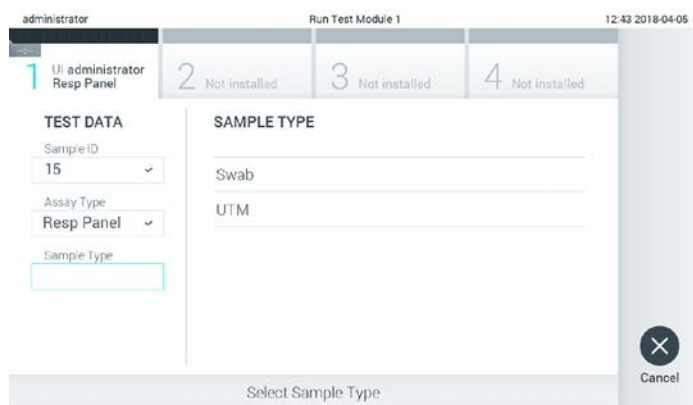 administrator Run Test Module 1 12:43 2018-04-05
--:--
1 UI administrator
Resp Panel
2 Not installed
3 Not installed
4 Not installed
TEST DATA
Sample ID
15
Assay Type
Resp Panel
Sample Type
SAMPLE TYPE
Swab
UTM
Cancel
Select Sample Type